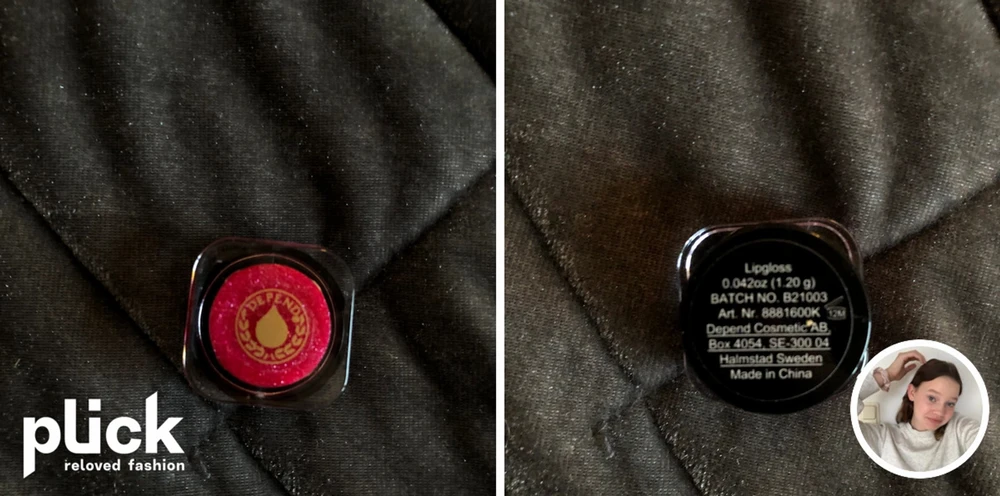 DEPEND
plick
reloved fashion
Lipgloss
0.042oz (1.20 g)
BATCH NO. B21003
Art. Nr. 8881600K
12M
Depend Cosmetic AB,
Box 4054, SE-300 04
Halmstad Sweden
Made in China